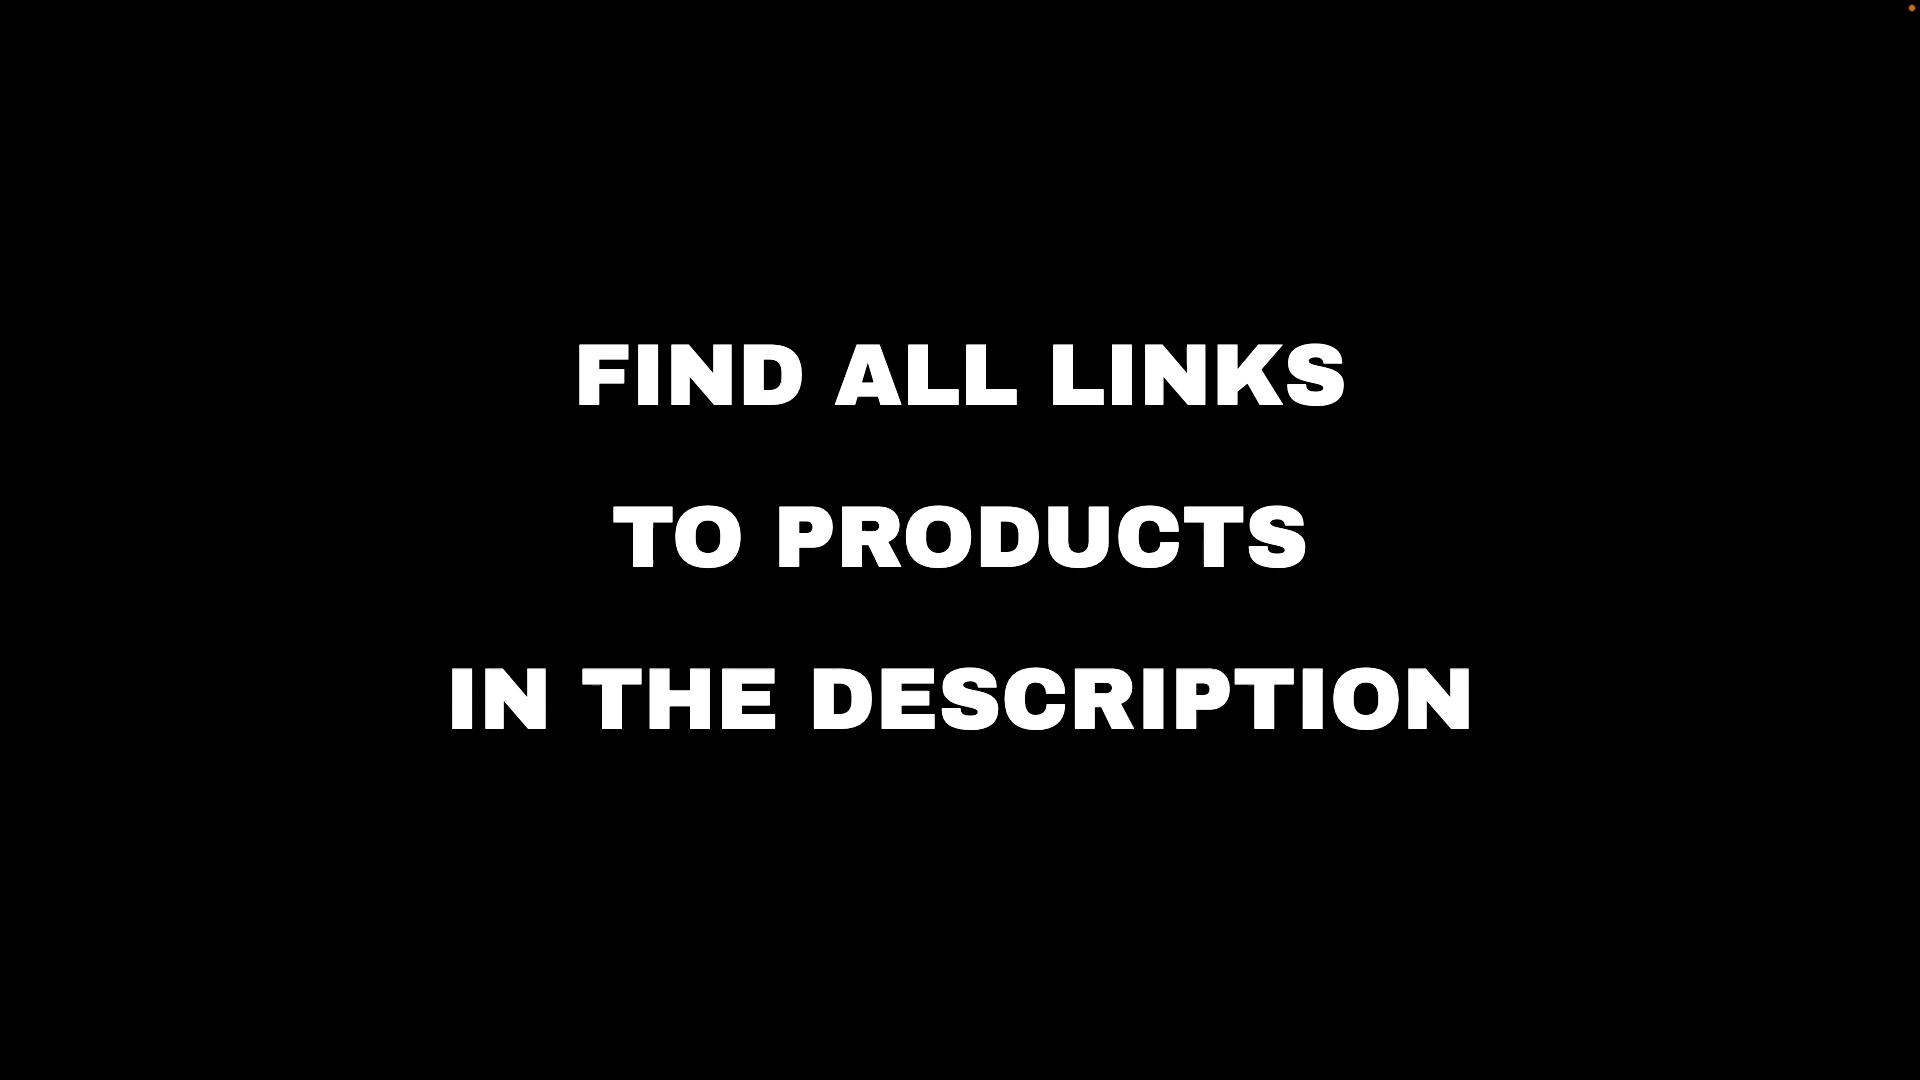 FIND ALL LINKS
TO PRODUCTS
IN THE DESCRIPTION